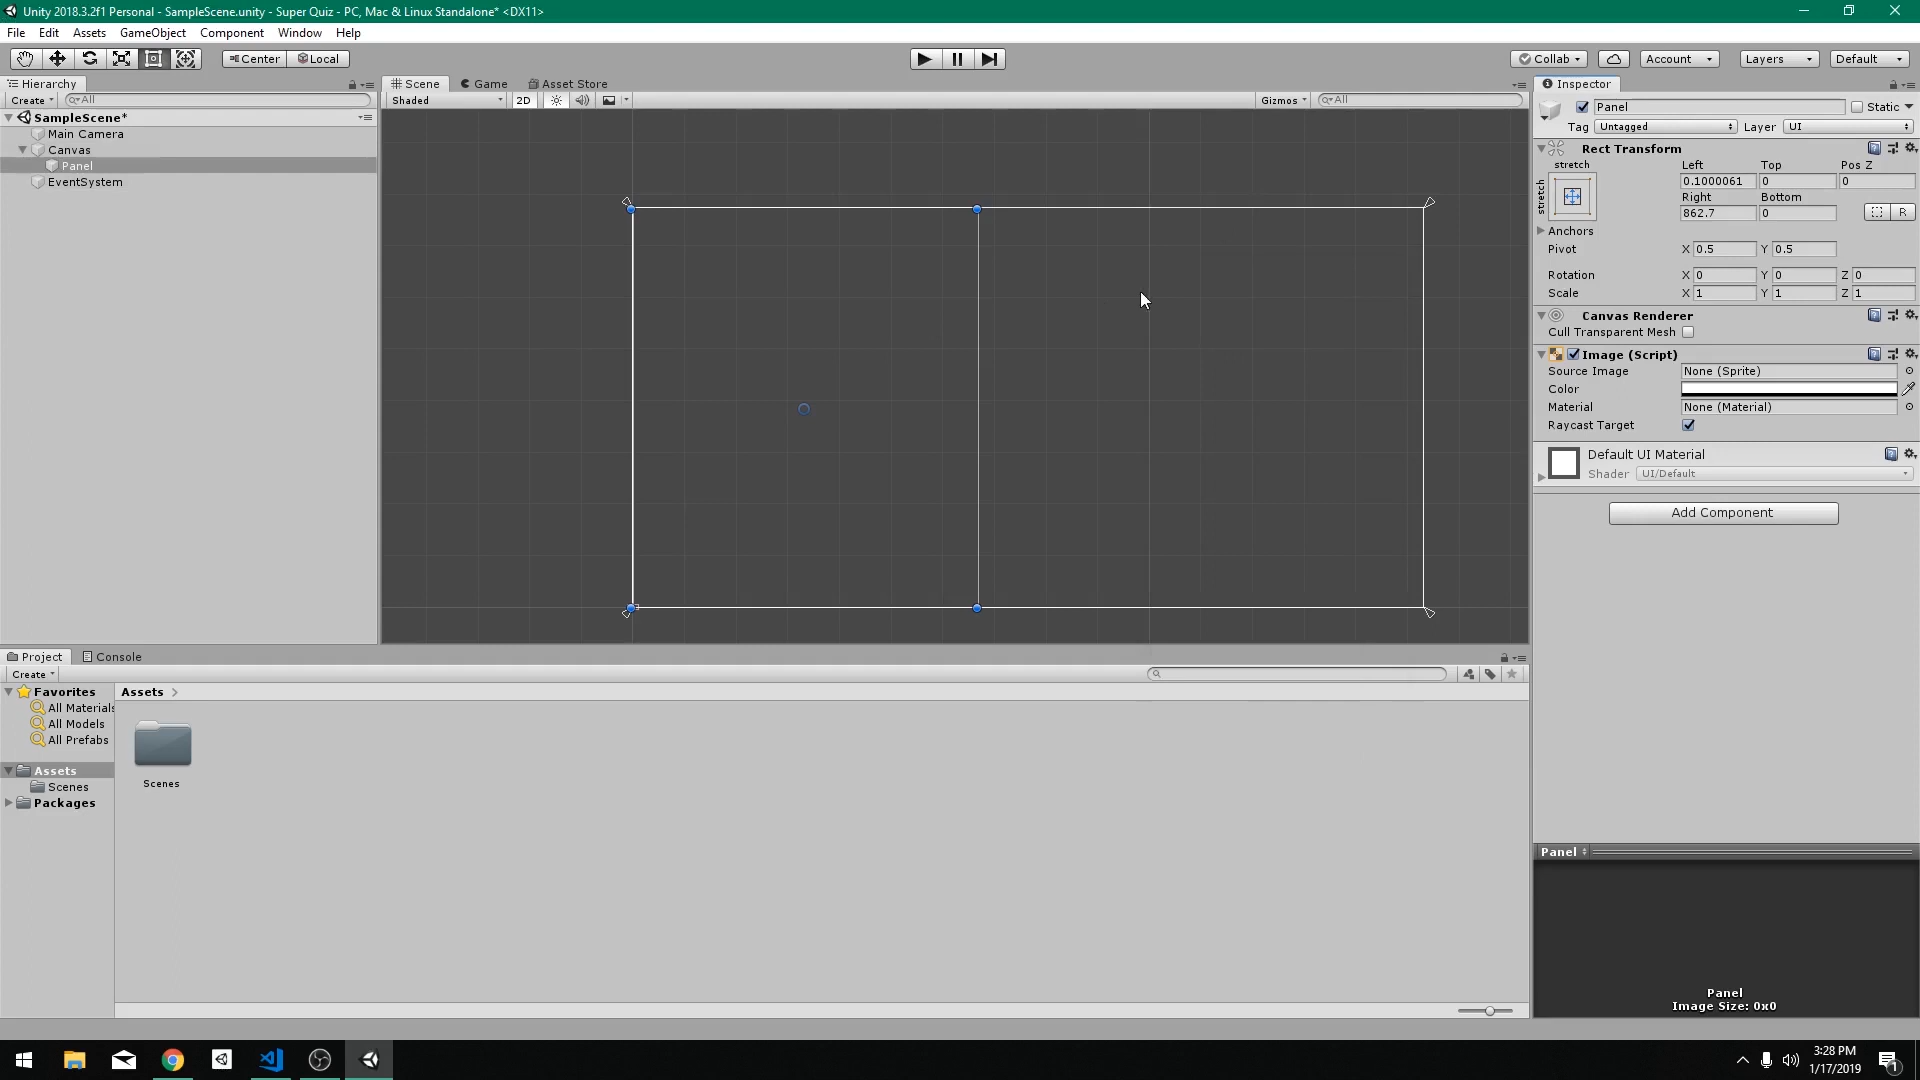 Unity 2018.3.2f1 Personal - SampleScene.unity - Super Quiz - PC, Mac & Linux Standalone* <DX11>
File Edit Assets GameObject Component Window Help
Center Local Collab Account Layers Default
Hierarchy
Create All
SampleScene*
Main Camera
Canvas
Panel
EventSystem
Scene Game Asset Store
Shaded 2D Gizmos All
Inspector
Panel Static
Tag Untagged Layer UI
Rect Transform
stretch Left Top Pos Z
stretch
0.1000061 0 0
Right Bottom
862.7 0 R
Anchors
Pivot X 0.5 Y 0.5
Rotation X 0 Y 0 Z 0
Scale X 1 Y 1 Z 1
Canvas Renderer
Cull Transparent Mesh
Image (Script)
Source Image None (Sprite)
Color
Material None (Material)
Raycast Target
Default UI Material
Shader UI/Default
Add Component
Project Console
Create
Favorites
All Materials
All Models
All Prefabs
Assets
Scenes
Packages
Assets
Scenes
Panel
Panel
Image Size: 0x0
3:28 PM
1/17/2019
1